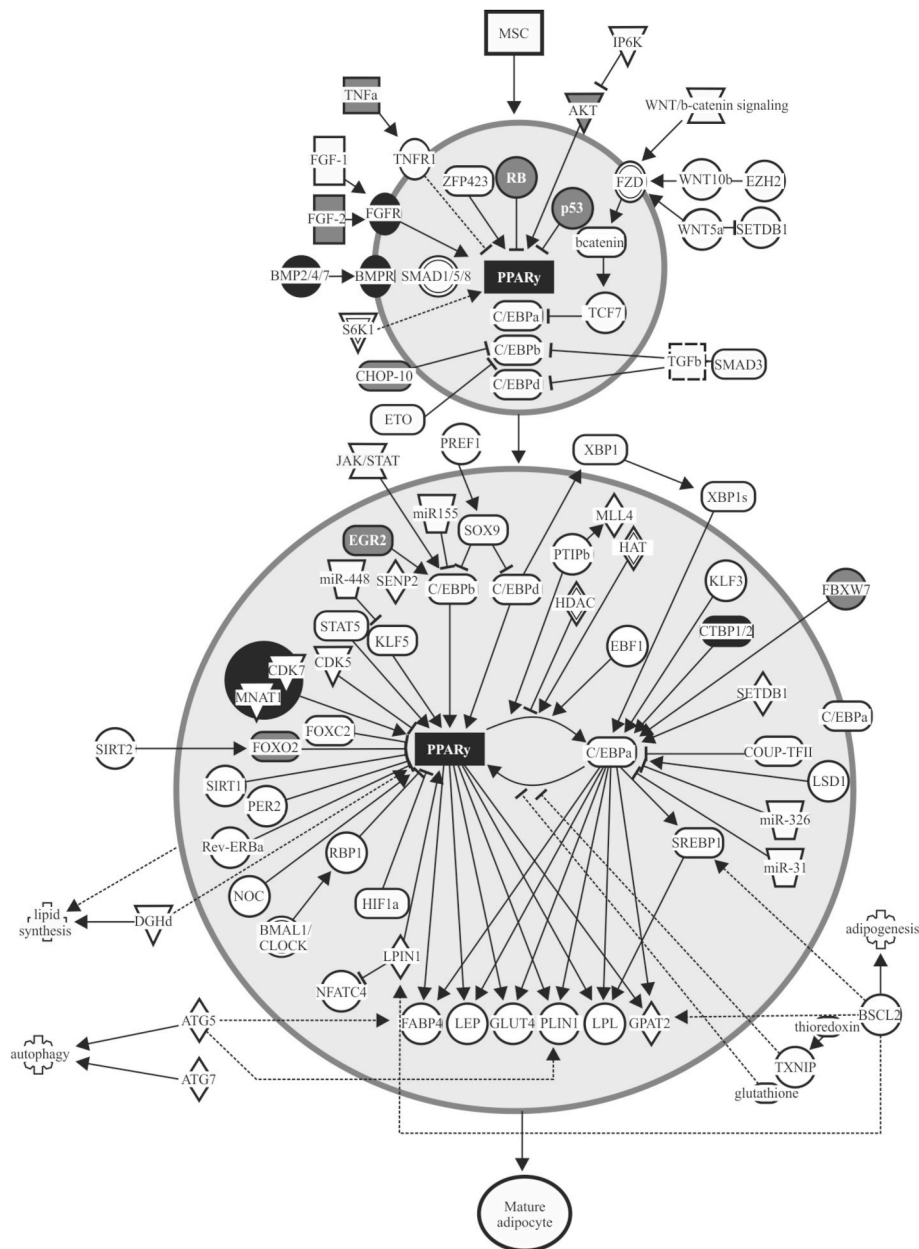 MSC
IP6K
TNFa
AKT
WNT/b-catenin signaling
FGF-1
TNFR1
ZFP423
RB
FZD
WNT10b
EZH2
FGF-2
FGFR
p53
WNT5a
SETDB1
bcatenin
BMP2/4/7
BMPR
SMAD1/5/8
PPARy
S6K1
C/EBPa
TCF7
C/EBPb
TGFb
SMAD3
CHOP-10
C/EBPd
ETO
PREF1
XBP1
JAK/STAT
XBP1s
miR155
SOX9
MLL4
EGR2
PTIPb
HAT
miR-448
SENP2
C/EBPb
C/EBPd
HDAC
KLF3
FBXW7
STAT5
KLF5
EBF1
CTBP1/2
CDK7
CDK5
MNAT1
SETDB1
C/EBPa
FOXC2
SIRT2
FOXO2
PPARy
C/EBPa
COUP-TFII
SIRT1
PER2
LSD1
miR-326
Rev-ERBa
RBP1
SREBP1
miR-31
NOC
HIF1a
lipid
synthesis
DGHd
BMAL1/
CLOCK
LPIN1
adipogenesis
NFATC4
FABP4
LEP
GLUT4
PLIN1
LPL
GPAT2
BSCL2
ATG5
thioredoxin
autophagy
TXNIP
ATG7
glutathione
Mature
adipocyte